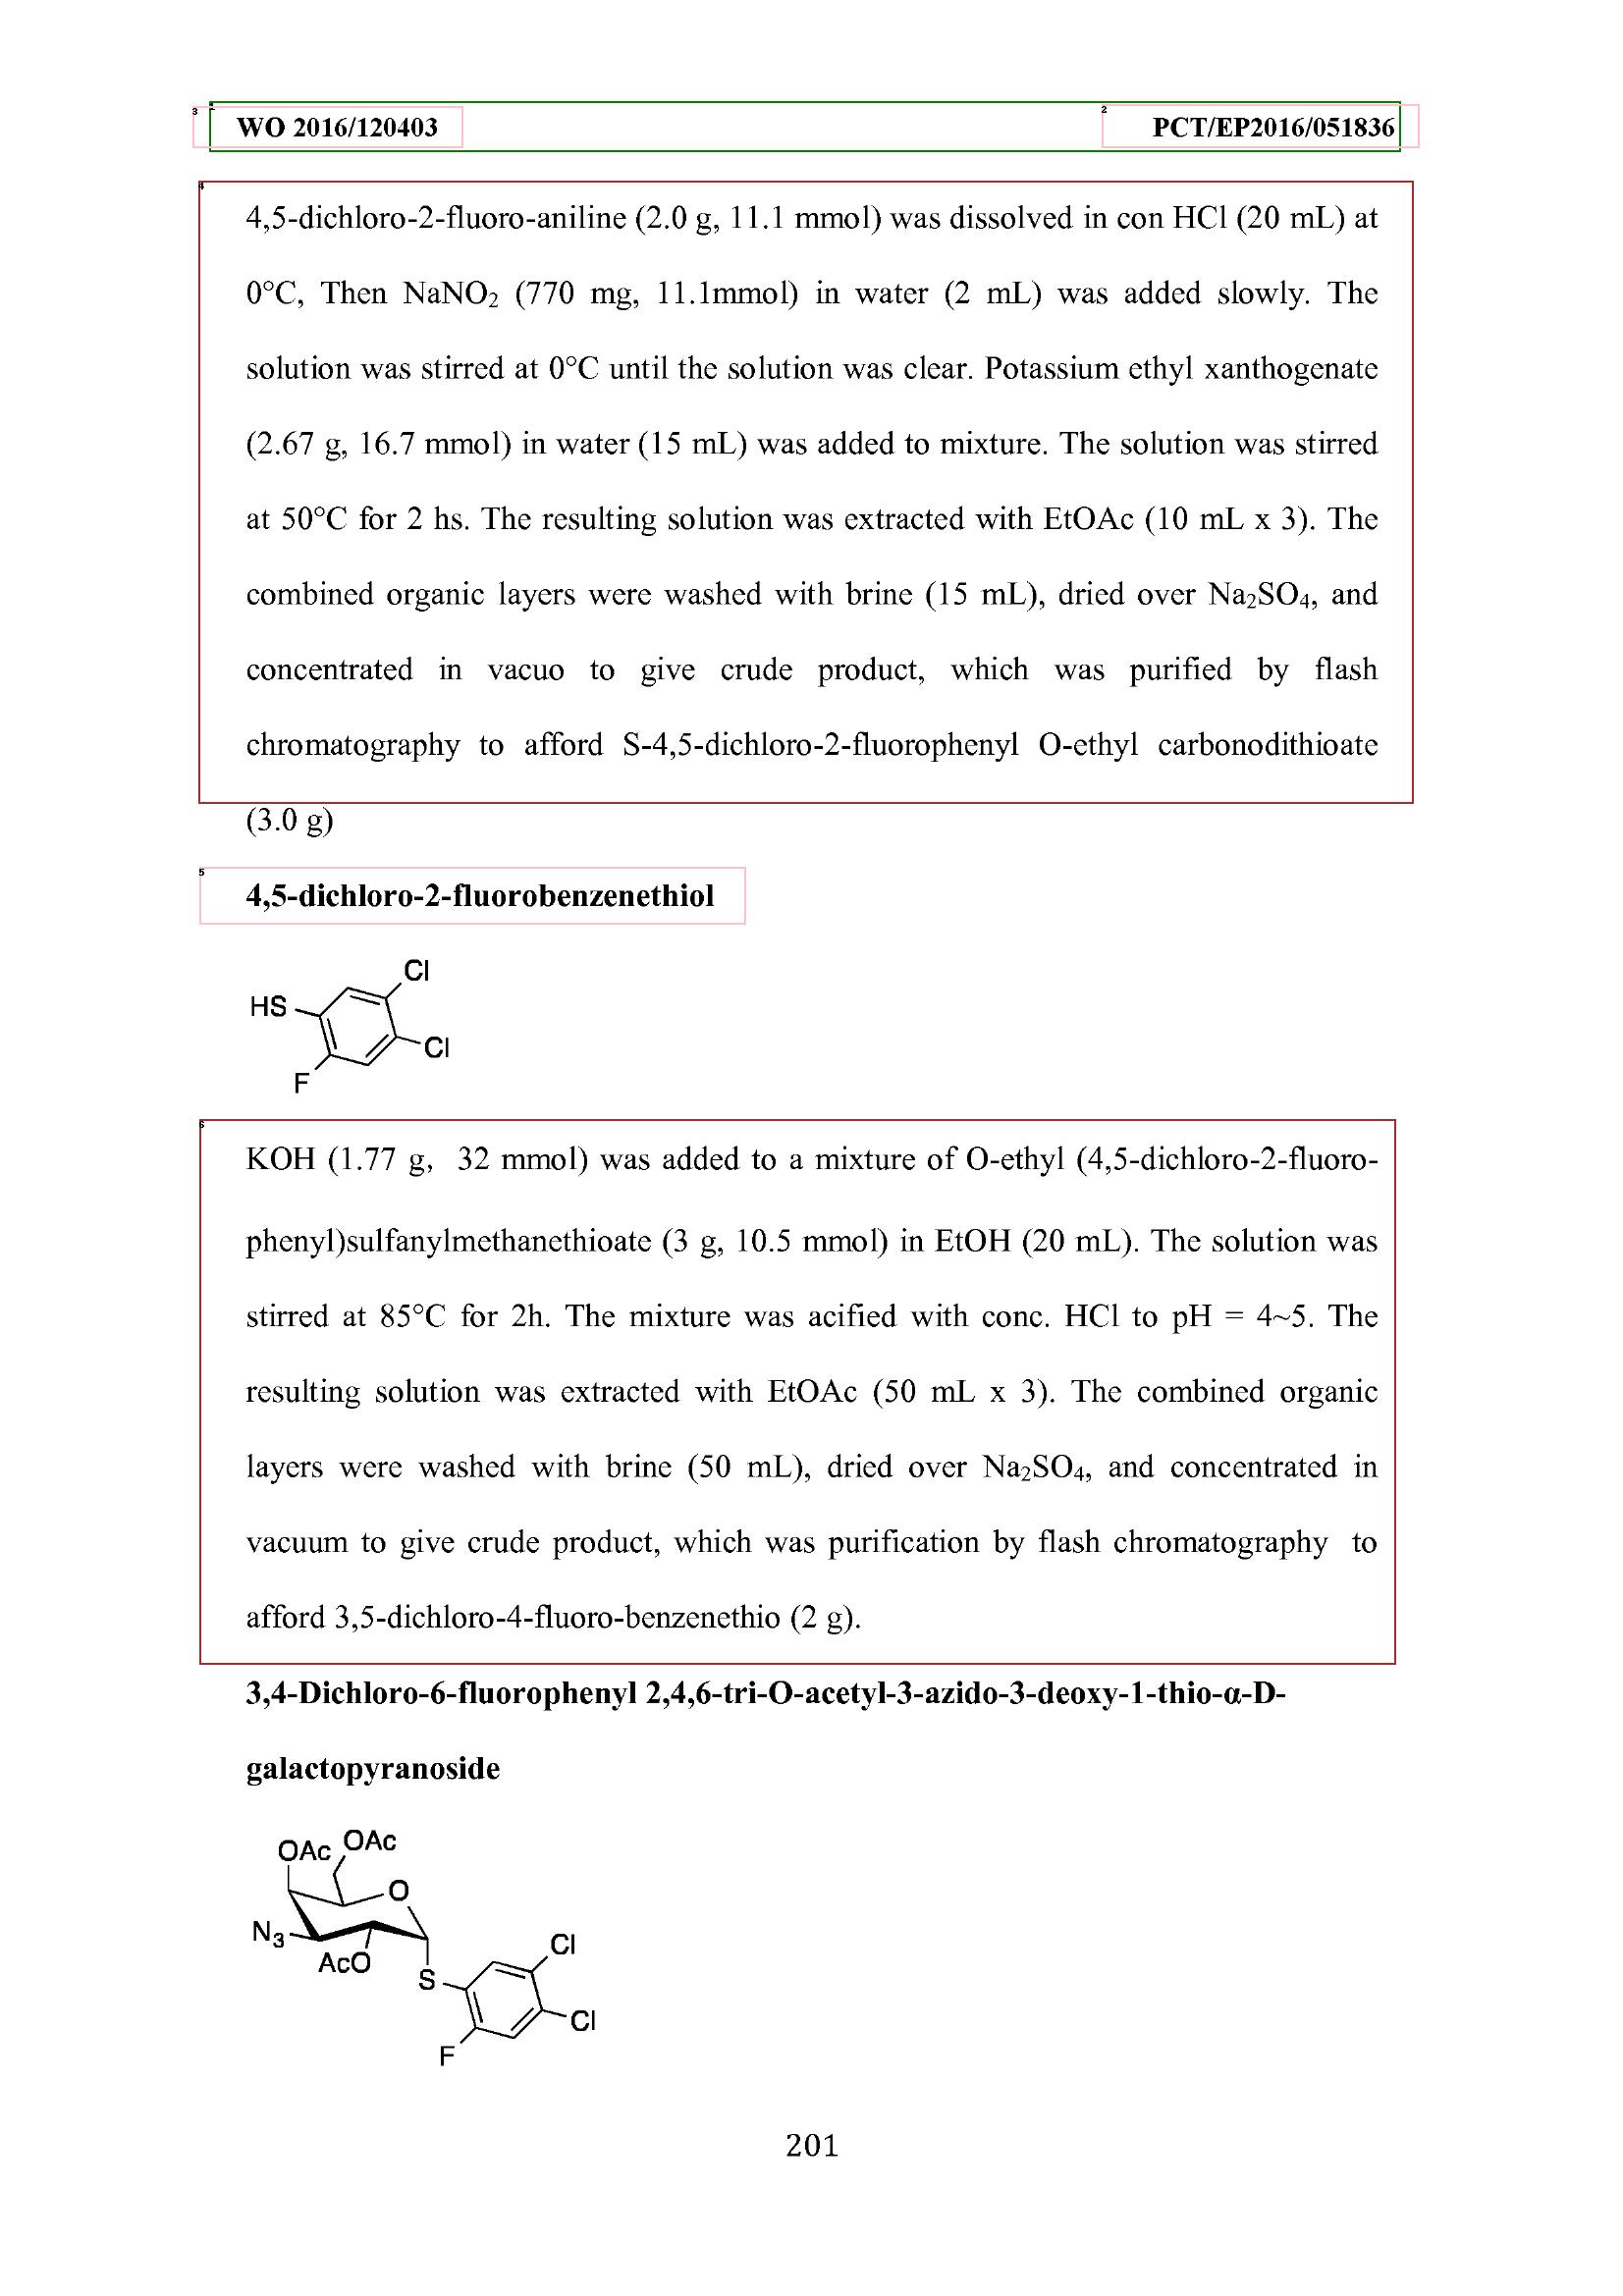 WO 2016/120403 PCT/EP2016/051836
4,5-dichloro-2-fluoro-aniline (2.0 g, 11.1 mmol) was dissolved in con HCl (20 mL) at
0°C, Then NaNO₂ (770 mg, 11.1mmol) in water (2 mL) was added slowly. The
solution was stirred at 0°C until the solution was clear. Potassium ethyl xanthogenate
(2.67 g, 16.7 mmol) in water (15 mL) was added to mixture. The solution was stirred
at 50°C for 2 hs. The resulting solution was extracted with EtOAc (10 mL x 3). The
combined organic layers were washed with brine (15 mL), dried over Na₂SO₄, and
concentrated in vacuo to give crude product, which was purified by flash
chromatography to afford S-4,5-dichloro-2-fluorophenyl O-ethyl carbonodithioate
(3.0 g)
4,5-dichloro-2-fluorobenzenethiol
Cl
HS
Cl
F
KOH (1.77 g, 32 mmol) was added to a mixture of O-ethyl (4,5-dichloro-2-fluoro-
phenyl)sulfanylmethanethioate (3 g, 10.5 mmol) in EtOH (20 mL). The solution was
stirred at 85°C for 2h. The mixture was acified with conc. HCl to pH = 4~5. The
resulting solution was extracted with EtOAc (50 mL x 3). The combined organic
layers were washed with brine (50 mL), dried over Na₂SO₄, and concentrated in
vacuum to give crude product, which was purification by flash chromatography to
afford 3,5-dichloro-4-fluoro-benzenethio (2 g).
3,4-Dichloro-6-fluorophenyl 2,4,6-tri-O-acetyl-3-azido-3-deoxy-1-thio-α-D-
galactopyranoside
OAc OAc
O
N₃
AcO
Cl
S
Cl
F
201